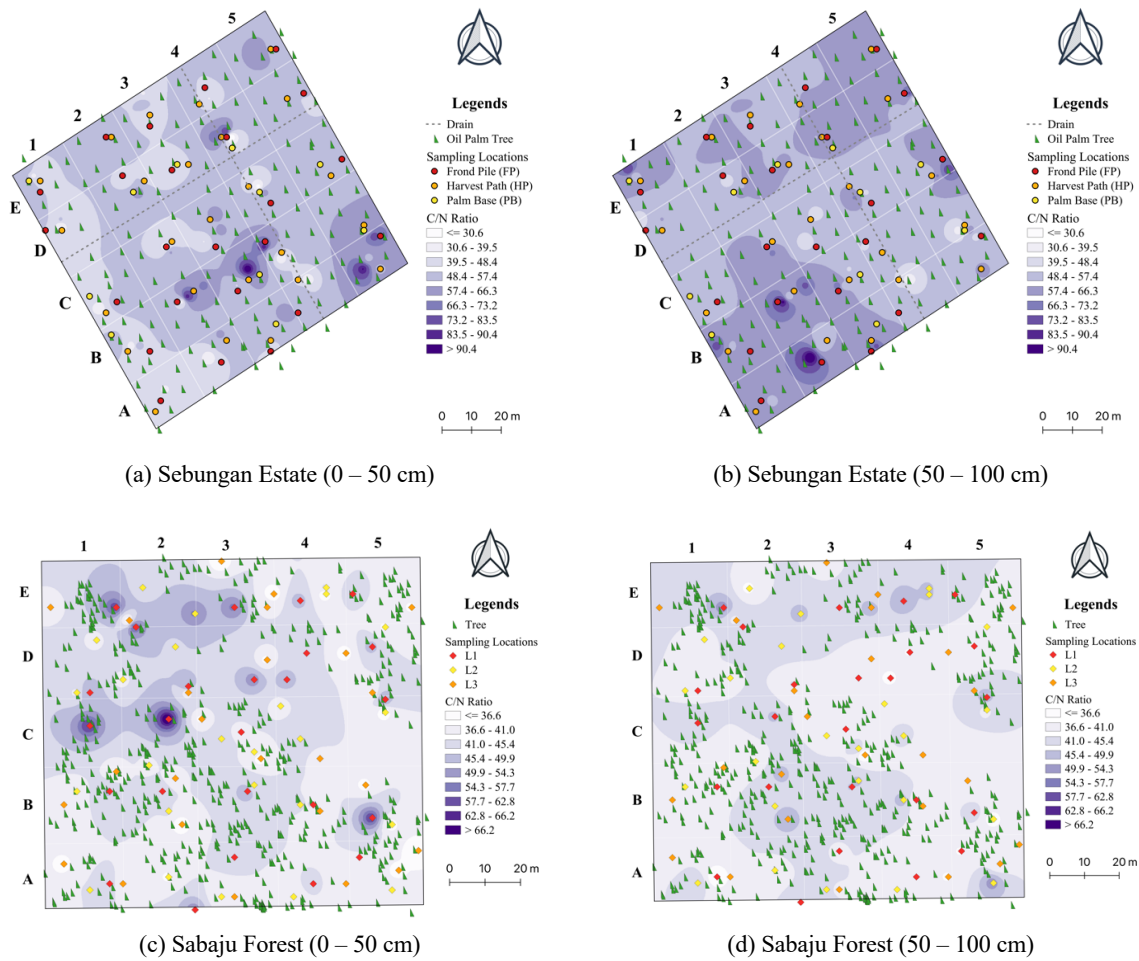 5
4
3
2
1
E
D
C
B
A
Legends
Drain
Oil Palm Tree
Sampling Locations
Frond Pile (FP)
Harvest Path (HP)
Palm Base (PB)
C/N Ratio
<= 30.6
30.6 - 39.5
39.5 - 48.4
48.4 - 57.4
57.4 - 66.3
66.3 - 73.2
73.2 - 83.5
83.5 - 90.4
> 90.4
0 10 20 m
(a) Sebungan Estate (0 – 50 cm)
5
4
3
2
1
E
D
C
B
A
Legends
Drain
Oil Palm Tree
Sampling Locations
Frond Pile (FP)
Harvest Path (HP)
Palm Base (PB)
C/N Ratio
<= 30.6
30.6 - 39.5
39.5 - 48.4
48.4 - 57.4
57.4 - 66.3
66.3 - 73.2
73.2 - 83.5
83.5 - 90.4
> 90.4
0 10 20 m
(b) Sebungan Estate (50 – 100 cm)
1 2 3 4 5
E
D
C
B
A
Legends
Tree
Sampling Locations
L1
L2
L3
C/N Ratio
<= 36.6
36.6 - 41.0
41.0 - 45.4
45.4 - 49.9
49.9 - 54.3
54.3 - 57.7
57.7 - 62.8
62.8 - 66.2
> 66.2
0 10 20 m
(c) Sabaju Forest (0 – 50 cm)
1 2 3 4 5
E
D
C
B
A
Legends
Tree
Sampling Locations
L1
L2
L3
C/N Ratio
<= 36.6
36.6 - 41.0
41.0 - 45.4
45.4 - 49.9
49.9 - 54.3
54.3 - 57.7
57.7 - 62.8
62.8 - 66.2
> 66.2
0 10 20 m
(d) Sabaju Forest (50 – 100 cm)